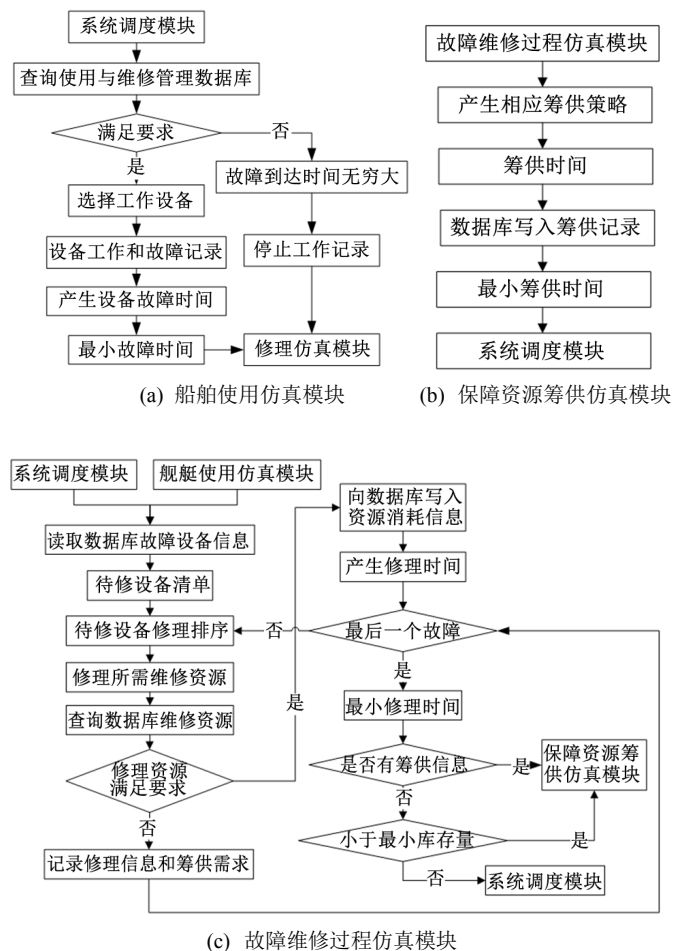 系统调度模块
查询使用与维修管理数据库
满足要求
否
是
故障到达时间无穷大
选择工作设备
设备工作和故障记录
停止工作记录
产生设备故障时间
最小故障时间
修理仿真模块
(a) 船舶使用仿真模块
故障维修过程仿真模块
产生相应筹供策略
筹供时间
数据库写入筹供记录
最小筹供时间
系统调度模块
(b) 保障资源筹供仿真模块
系统调度模块
舰艇使用仿真模块
读取数据库故障设备信息
待修设备清单
待修设备修理排序
修理所需维修资源
查询数据库维修资源
修理资源
满足要求
是
否
记录修理信息和筹供需求
向数据库写入
资源消耗信息
产生修理时间
最后一个故障
否
是
最小修理时间
是否有筹供信息
是
保障资源筹
供仿真模块
否
小于最小库存量
是
否
系统调度模块
(c) 故障维修过程仿真模块